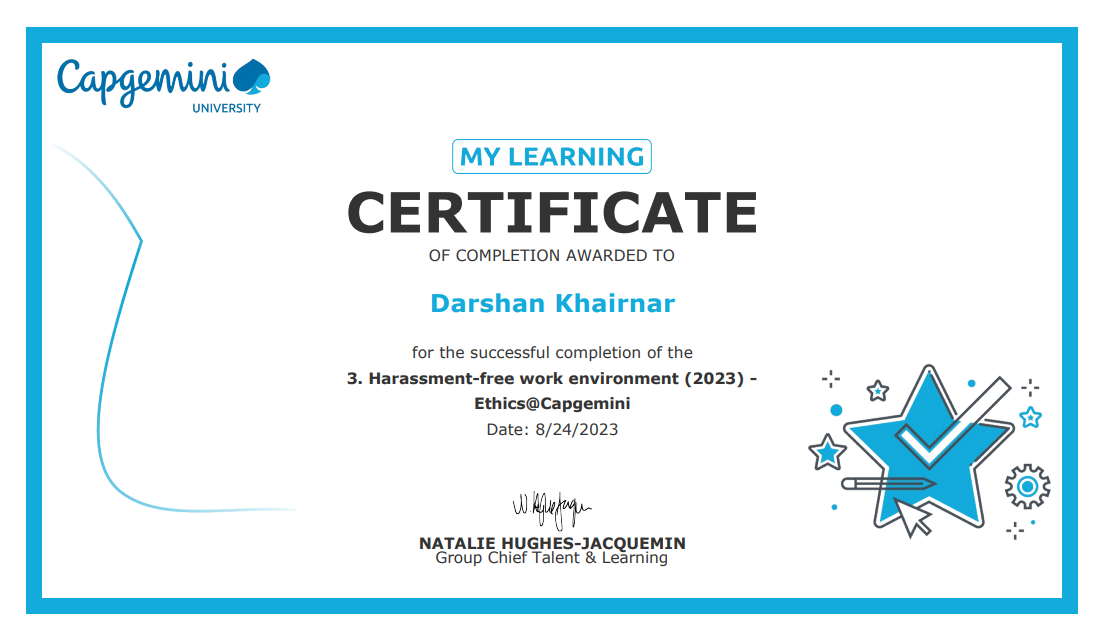 Capgemini
UNIVERSITY
MY LEARNING
CERTIFICATE
OF COMPLETION AWARDED TO
Darshan Khairnar
for the successful completion of the
3. Harassment-free work environment (2023) -
Ethics@Capgemini
Date: 8/24/2023
NATALIE HUGHES-JACQUEMIN
Group Chief Talent & Learning